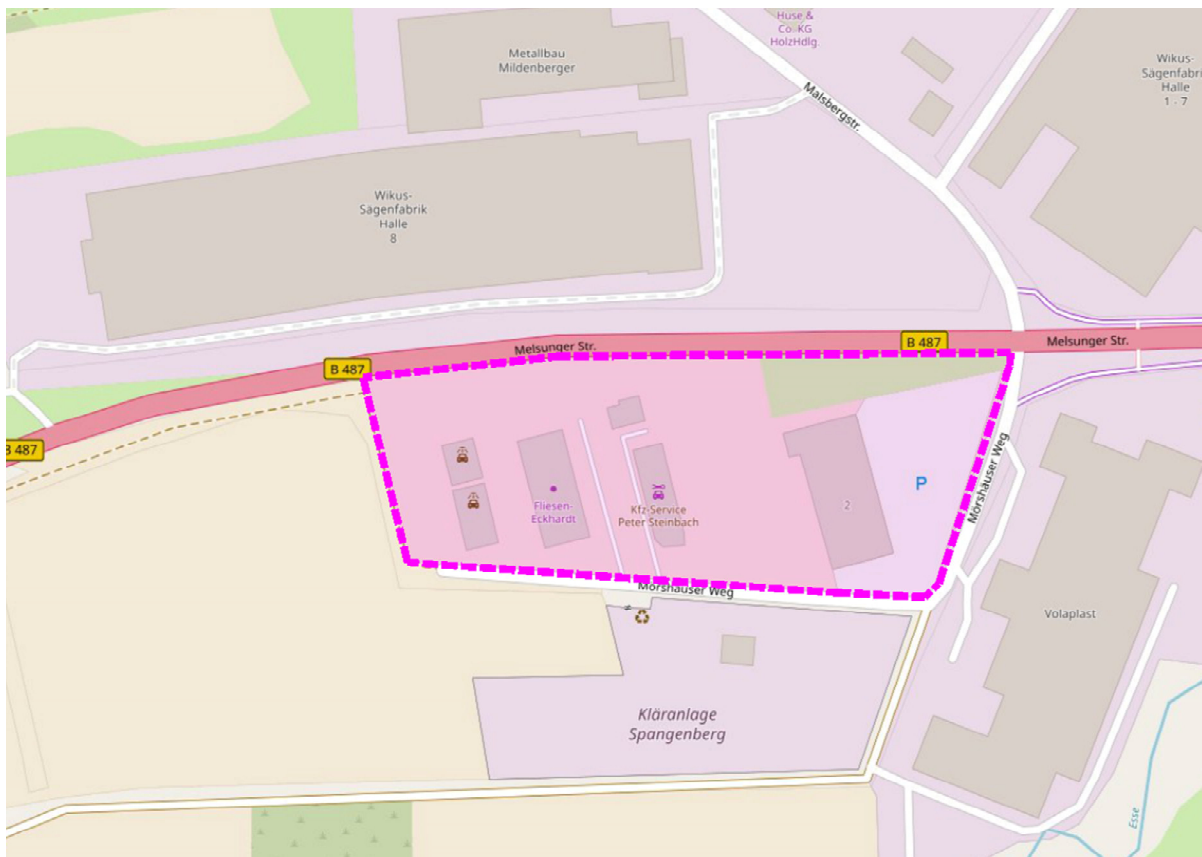 Huse &
Co. KG
HolzHdlg.
Metallbau
Mildenberger
Wikus-
Sägenfabrik
Halle
1 - 7
Malsbergstr.
Wikus-
Sägenfabrik
Halle
8
B 487
Melsunger Str.
B 487
Melsunger Str.
B 487
Mörshäuser Weg
P
Fliesen-
Eckhardt
Kfz-Service
Peter Steinbach
2
Mörshäuser Weg
Volaplast
Kläranlage
Spangenberg
Esse